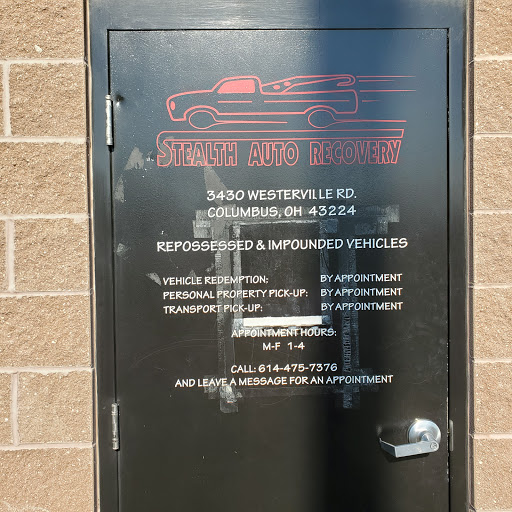 STEALTH AUTO RECOVERY
3430 WESTERVILLE RD.
COLUMBUS, OH 43224
REPOSSESSED & IMPOUNDED VEHICLES
VEHICLE REDEMPTION: BY APPOINTMENT
PERSONAL PROPERTY PICK-UP: BY APPOINTMENT
TRANSPORT PICK-UP: BY APPOINTMENT
APPOINTMENT HOURS:
M-F 1-4
CALL: 614-475-7376
AND LEAVE A MESSAGE FOR AN APPOINTMENT